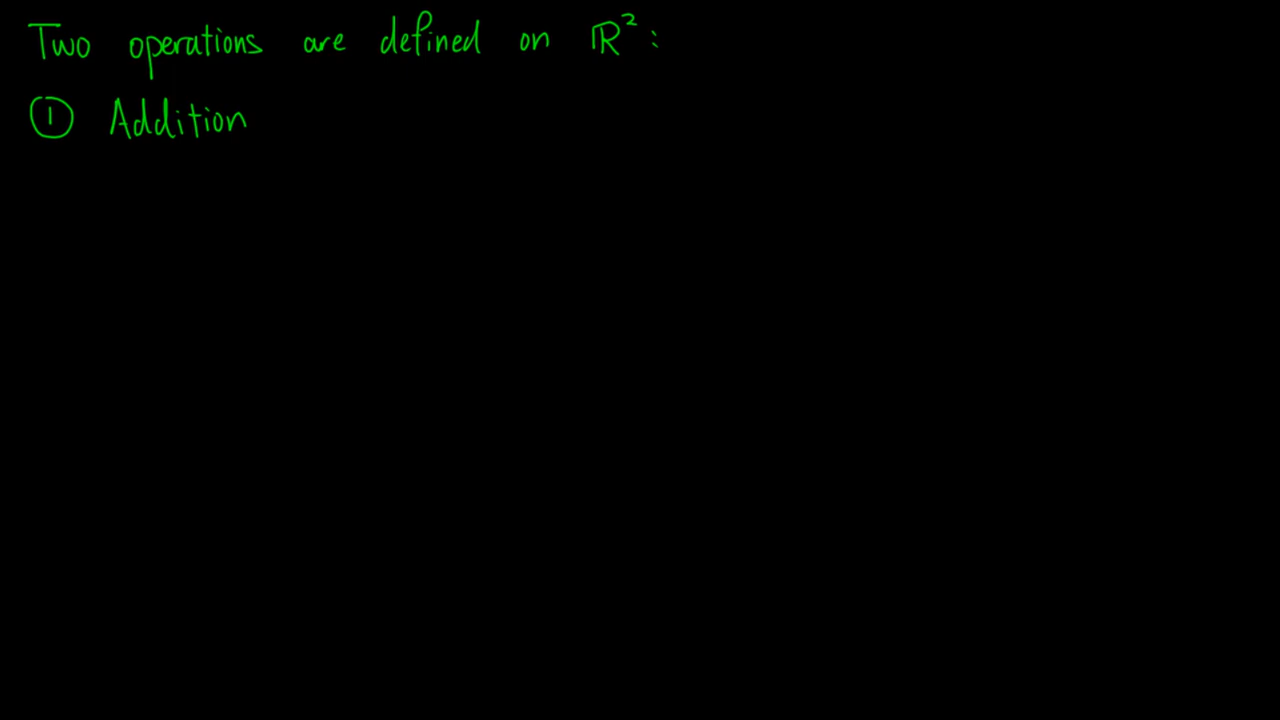 Two operations are defined on ℝ²:
① Addition